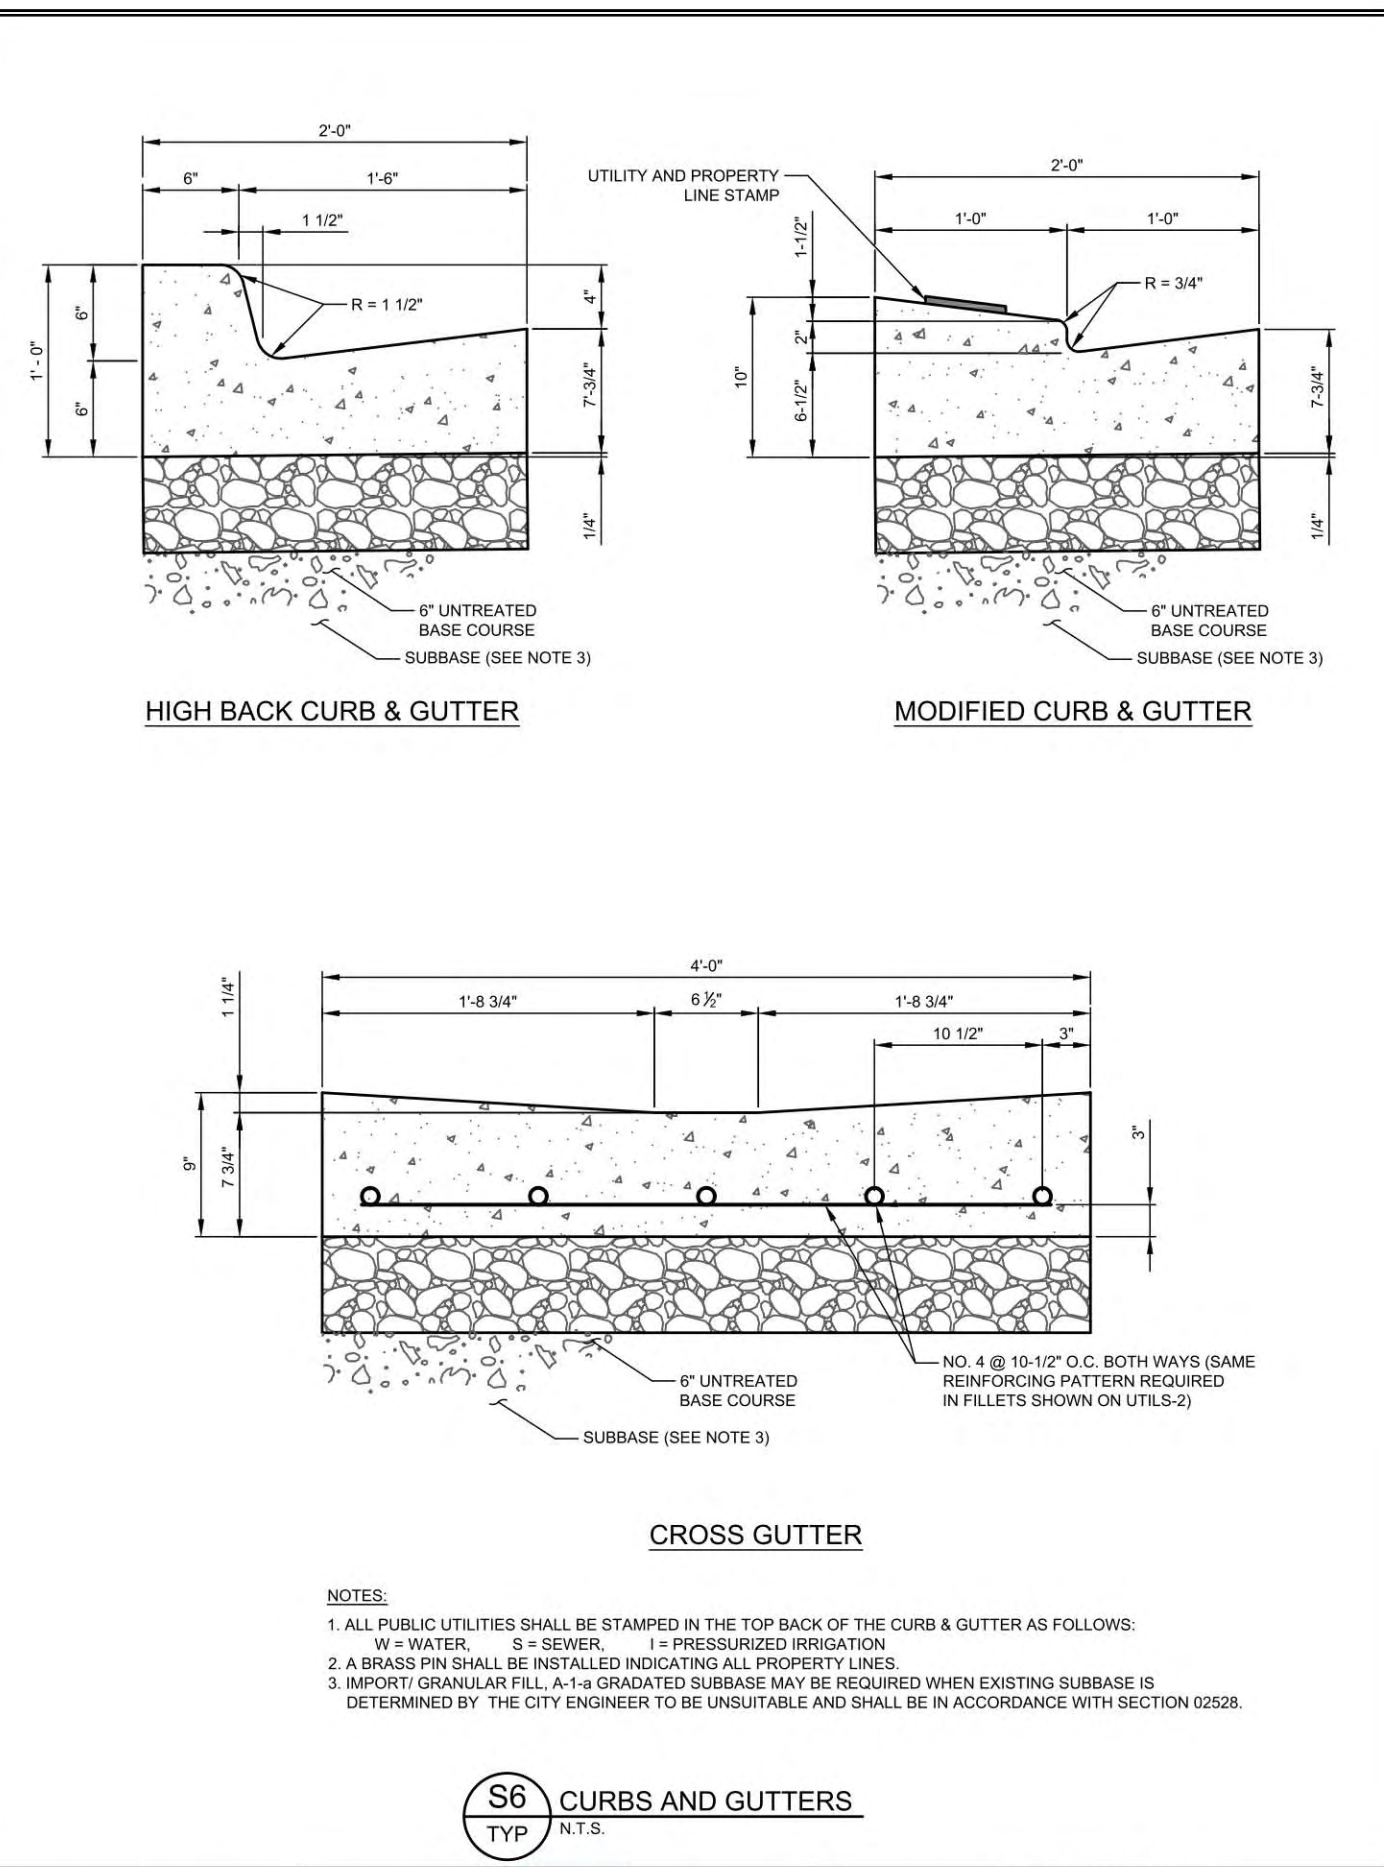 2'-0"
6"
1'-6"
1 1/2"
R = 1 1/2"
1' - 0"
6"
6"
4"
7'-3/4"
1/4"
6" UNTREATED
BASE COURSE
SUBBASE (SEE NOTE 3)
HIGH BACK CURB & GUTTER
UTILITY AND PROPERTY
LINE STAMP
2'-0"
1'-0"
1'-0"
1-1/2"
R = 3/4"
2"
10"
6-1/2"
7-3/4"
1/4"
6" UNTREATED
BASE COURSE
SUBBASE (SEE NOTE 3)
MODIFIED CURB & GUTTER
4'-0"
1'-8 3/4"
6 ½"
1'-8 3/4"
10 1/2"
3"
1 1/4"
9"
7 3/4"
3"
NO. 4 @ 10-1/2" O.C. BOTH WAYS (SAME
REINFORCING PATTERN REQUIRED
IN FILLETS SHOWN ON UTILS-2)
6" UNTREATED
BASE COURSE
SUBBASE (SEE NOTE 3)
CROSS GUTTER
NOTES:
1. ALL PUBLIC UTILITIES SHALL BE STAMPED IN THE TOP BACK OF THE CURB & GUTTER AS FOLLOWS:
W = WATER, S = SEWER, I = PRESSURIZED IRRIGATION
2. A BRASS PIN SHALL BE INSTALLED INDICATING ALL PROPERTY LINES.
3. IMPORT/ GRANULAR FILL, A-1-a GRADATED SUBBASE MAY BE REQUIRED WHEN EXISTING SUBBASE IS
DETERMINED BY THE CITY ENGINEER TO BE UNSUITABLE AND SHALL BE IN ACCORDANCE WITH SECTION 02528.
S6
TYP
CURBS AND GUTTERS
N.T.S.